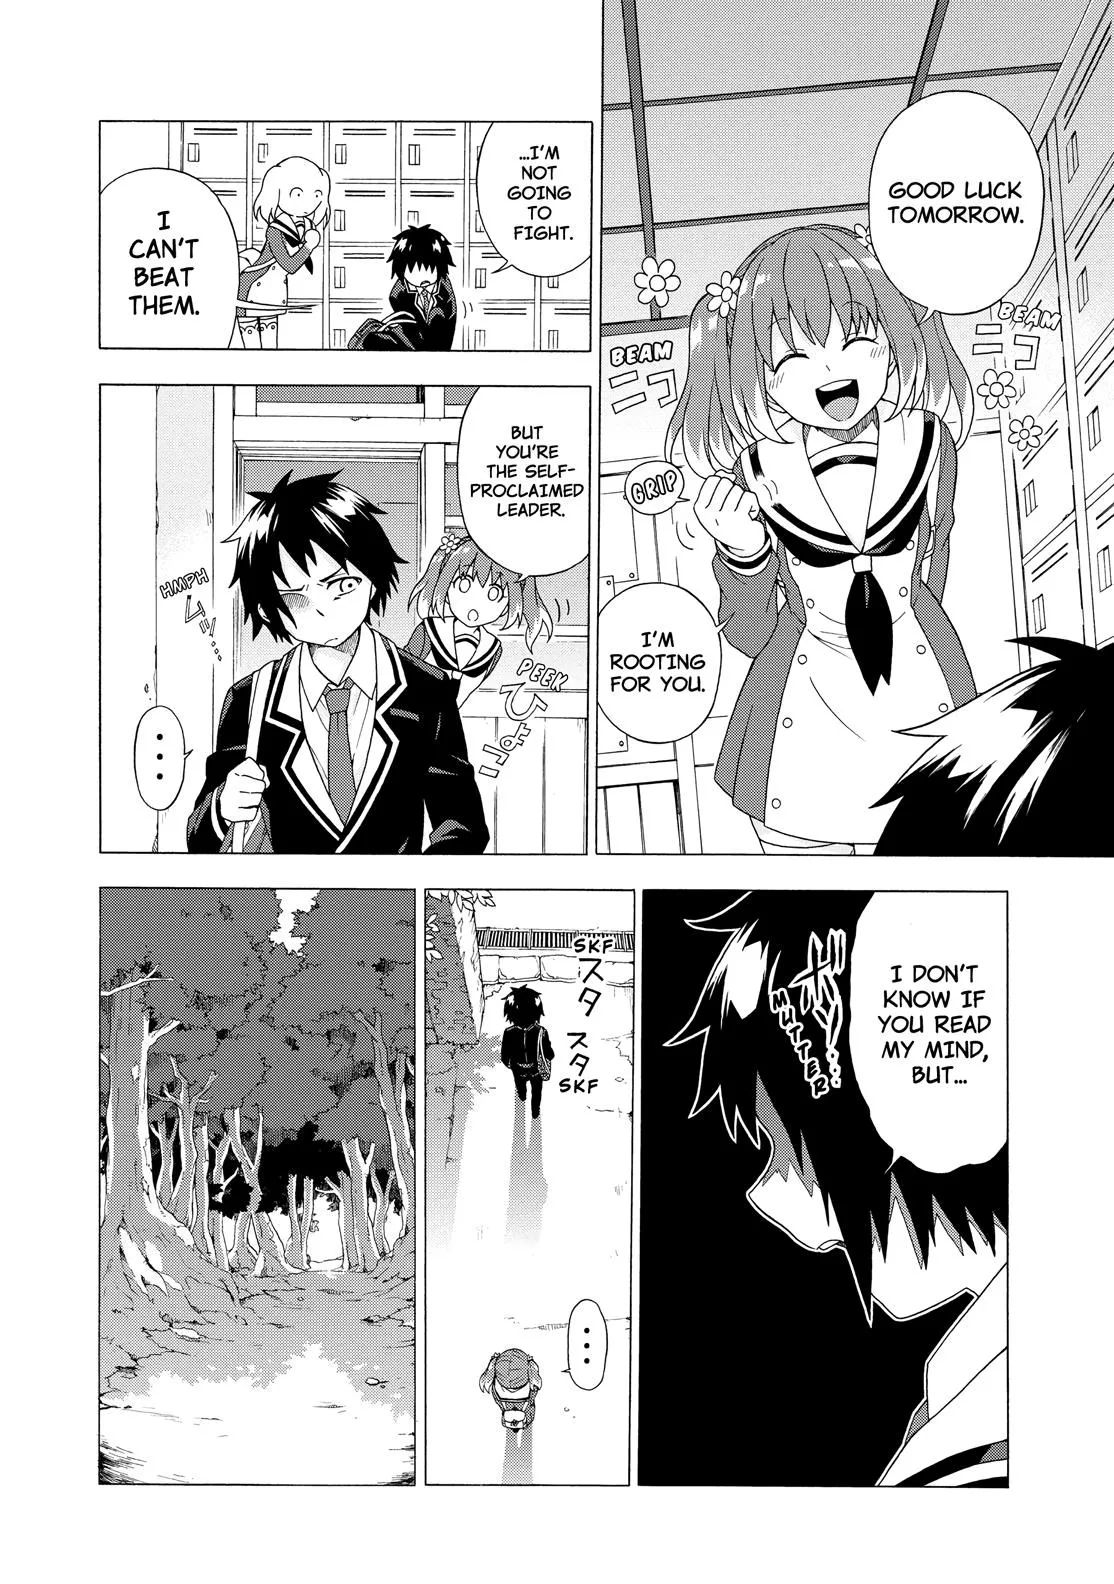 GOOD LUCK
TOMORROW.
BEAM
ニコ
BEAM
ニコ
GRIP
I'M
ROOTING
FOR YOU.
...I'M
NOT
GOING
TO
FIGHT.
I
CAN'T
BEAT
THEM.
BUT
YOU'RE
THE SELF-
PROCLAIMED
LEADER.
HMPH
ムッ...
PEEK
ひょこ
...
I DON'T
KNOW IF
YOU READ
MY MIND,
BUT...
MUTTER
ボソッ...
SKF
スタ
スタ
SKF
...